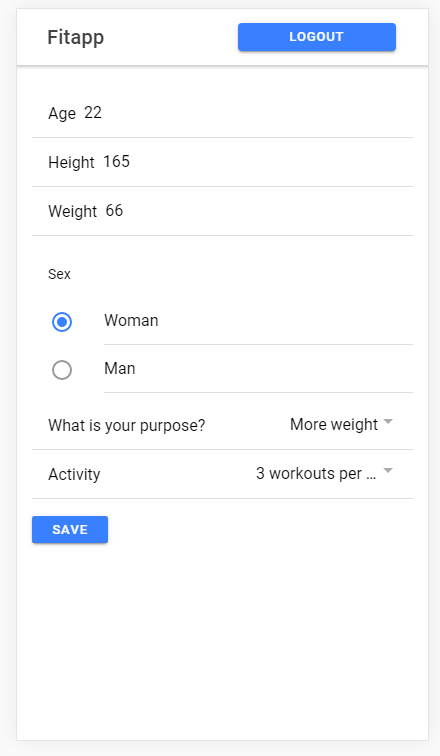 Fitapp LOGOUT
Age 22
Height 165
Weight 66
Sex
Woman
Man
What is your purpose? More weight
Activity 3 workouts per ...
SAVE